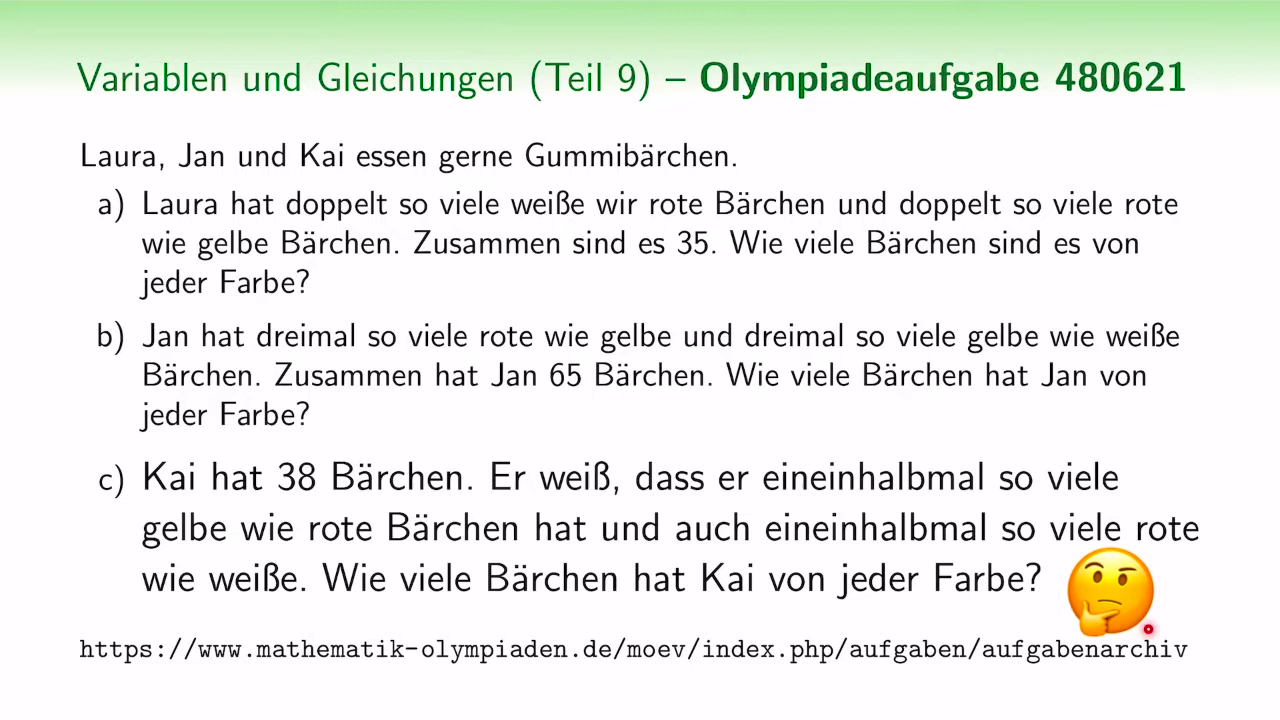 Variablen und Gleichungen (Teil 9) – Olympiadeaufgabe 480621
Laura, Jan und Kai essen gerne Gummibärchen.
a) Laura hat doppelt so viele weiße wir rote Bärchen und doppelt so viele rote
wie gelbe Bärchen. Zusammen sind es 35. Wie viele Bärchen sind es von
jeder Farbe?
b) Jan hat dreimal so viele rote wie gelbe und dreimal so viele gelbe wie weiße
Bärchen. Zusammen hat Jan 65 Bärchen. Wie viele Bärchen hat Jan von
jeder Farbe?
c) Kai hat 38 Bärchen. Er weiß, dass er eineinhalbmal so viele
gelbe wie rote Bärchen hat und auch eineinhalbmal so viele rote
wie weiße. Wie viele Bärchen hat Kai von jeder Farbe?
https://www.mathematik-olympiaden.de/moev/index.php/aufgaben/aufgabenarchiv